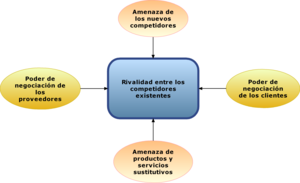 Amenaza de
los nuevos
competidores
Poder de
negociación de
los
proveedores
Rivalidad entre los
competidores
existentes
Poder de
negociación
de los clientes
Amenaza de
productos y
servicios
sustitutivos